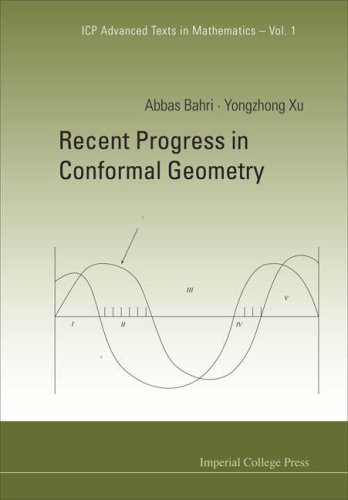 ICP Advanced Texts in Mathematics – Vol. 1
Abbas Bahri · Yongzhong Xu
Recent Progress in
Conformal Geometry
III
I
II
IV
V
Imperial College Press